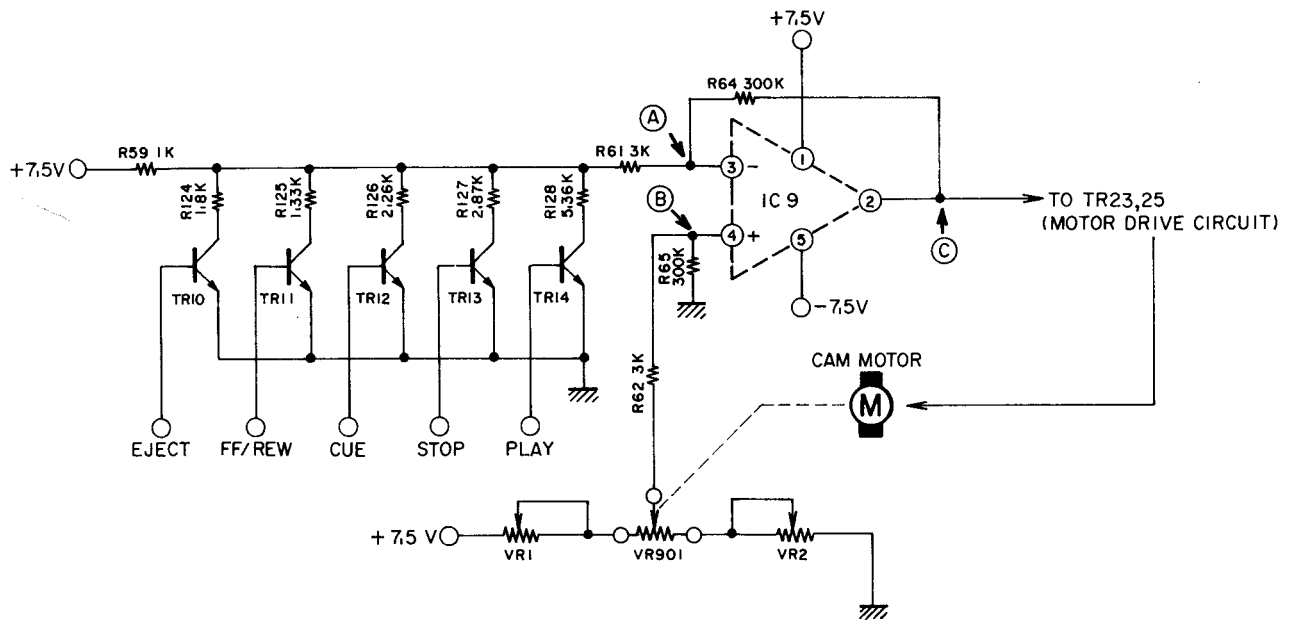 +7.5V
R64 300K
A
R59 1K
+7.5V
R61 3K
3
-
1
R124
1.8K
R125
1.33K
R126
2.26K
R127
2.87K
R128
5.36K
B
IC 9
2
TO TR23,25
(MOTOR DRIVE CIRCUIT)
4
+
5
C
R65
300K
TR10
TR11
TR12
TR13
TR14
-7.5V
CAM MOTOR
R62 3K
M
EJECT
FF/REW
CUE
STOP
PLAY
+7.5 V
VR1
VR901
VR2